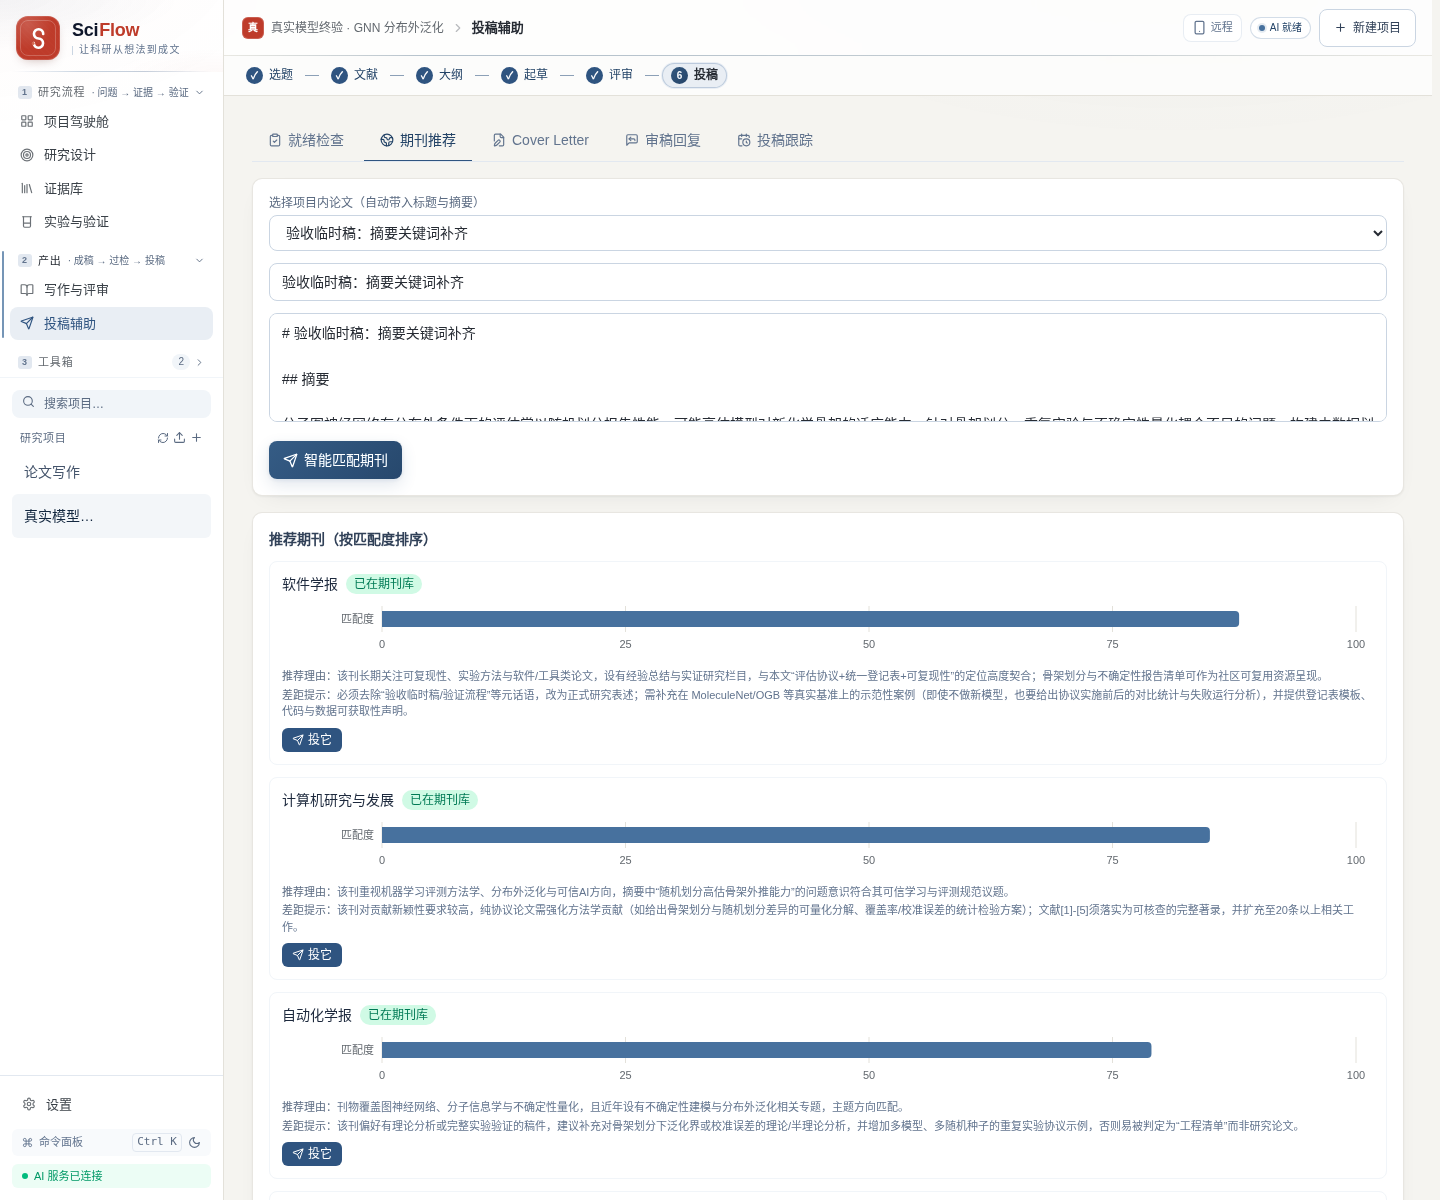 SciFlow
让科研从想法到成文
真实模型终验 · GNN 分布外泛化 > 投稿辅助
远程
AI 就绪
新建项目
选题 — 文献 — 大纲 — 起草 — 评审 — 6 投稿
1 研究流程 · 问题 → 证据 → 验证
项目驾驶舱
研究设计
证据库
实验与验证
2 产出 · 成稿 → 过检 → 投稿
写作与评审
投稿辅助
3 工具箱 2
搜索项目…
研究项目
论文写作
真实模型…
设置
命令面板 Ctrl K
AI 服务已连接
就绪检查
期刊推荐
Cover Letter
审稿回复
投稿跟踪
选择项目内论文（自动带入标题与摘要）
验收临时稿：摘要关键词补齐
验收临时稿：摘要关键词补齐
# 验收临时稿：摘要关键词补齐
## 摘要
智能匹配期刊
推荐期刊（按匹配度排序）
软件学报 已在期刊库
匹配度
0 25 50 75 100
推荐理由：该刊长期关注可复现性、实验方法与软件/工具类论文，设有经验总结与实证研究栏目，与本文“评估协议+统一登记表+可复现性”的定位高度契合；骨架划分与不确定性报告清单可作为社区可复用资源呈现。
差距提示：必须去除“验收临时稿/验证流程”等元话语，改为正式研究表述；需补充在 MoleculeNet/OGB 等真实基准上的示范性案例（即使不做新模型，也要给出协议实施前后的对比统计与失败运行分析），并提供登记表模板、
代码与数据可获取性声明。
投它
计算机研究与发展 已在期刊库
匹配度
0 25 50 75 100
推荐理由：该刊重视机器学习评测方法学、分布外泛化与可信AI方向，摘要中“随机划分高估骨架外推能力”的问题意识符合其可信学习与评测规范议题。
差距提示：该刊对贡献新颖性要求较高，纯协议论文需强化方法学贡献（如给出骨架划分与随机划分差异的可量化分解、覆盖率/校准误差的统计检验方案）；文献[1]-[5]须落实为可核查的完整著录，并扩充至20条以上相关工
作。
投它
自动化学报 已在期刊库
匹配度
0 25 50 75 100
推荐理由：刊物覆盖图神经网络、分子信息学与不确定性量化，且近年设有不确定性建模与分布外泛化相关专题，主题方向匹配。
差距提示：该刊偏好有理论分析或完整实验验证的稿件，建议补充对骨架划分下泛化界或校准误差的理论/半理论分析，并增加多模型、多随机种子的重复实验协议示例，否则易被判定为“工程清单”而非研究论文。
投它